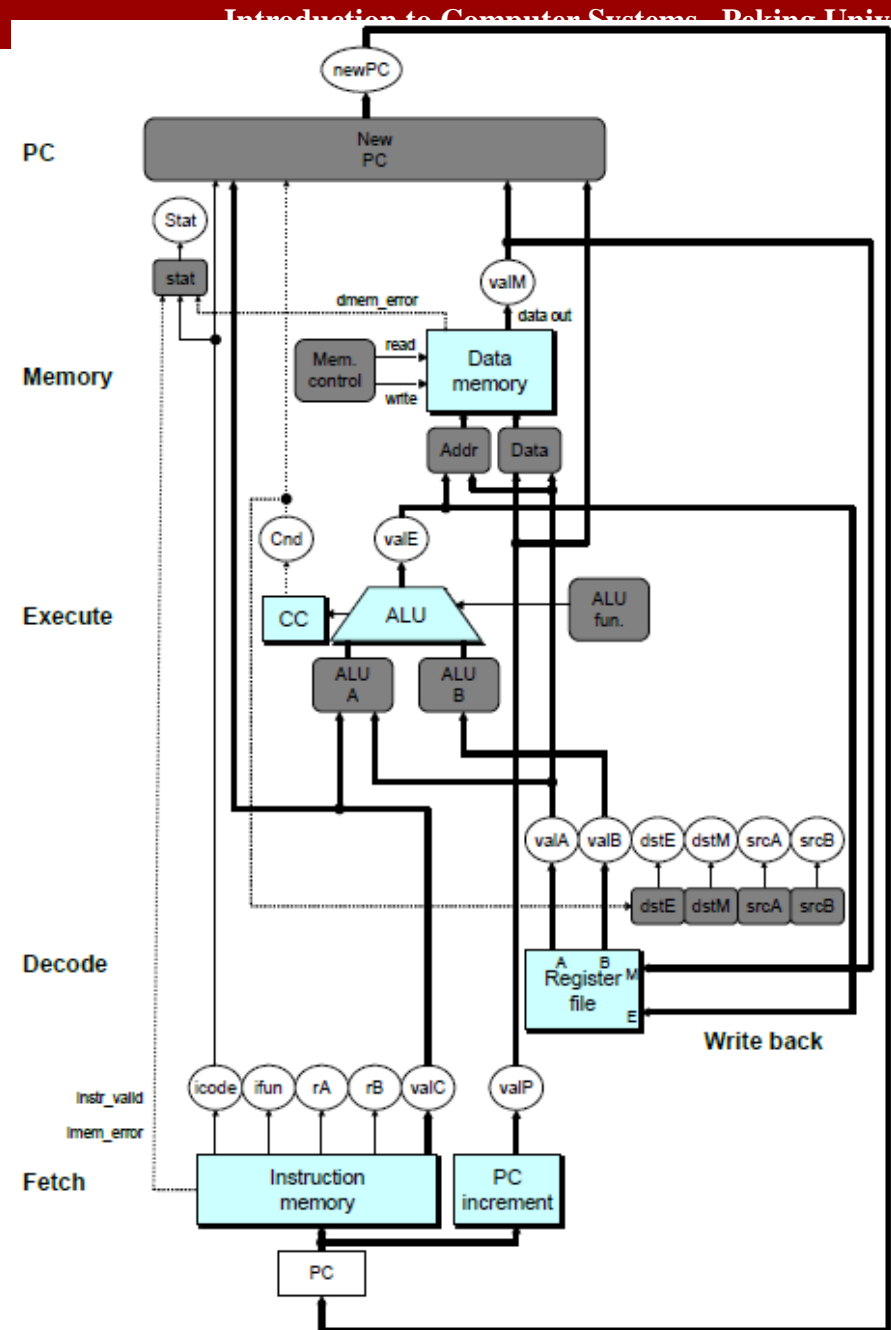 newPC
New
PC
PC
Stat
stat
valM
dmem_error
data out
read
Mem.
control
Data
memory
Memory
write
Addr
Data
Cnd
valE
ALU
fun.
CC
ALU
Execute
ALU
A
ALU
B
valA
valB
dstE
dstM
srcA
srcB
dstE
dstM
srcA
srcB
Decode
A
B
M
Register
file
E
Write back
icode
ifun
rA
rB
valC
valP
Instr_valid
Imem_error
Fetch
Instruction
memory
PC
increment
PC